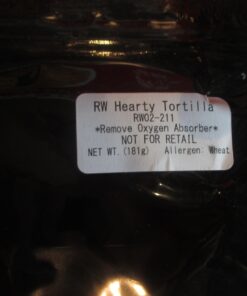 RW Hearty Tortilla
RW02-211
*Remove Oxygen Absorber*
NOT FOR RETAIL
NET WT. (181g) Allergen: Wheat